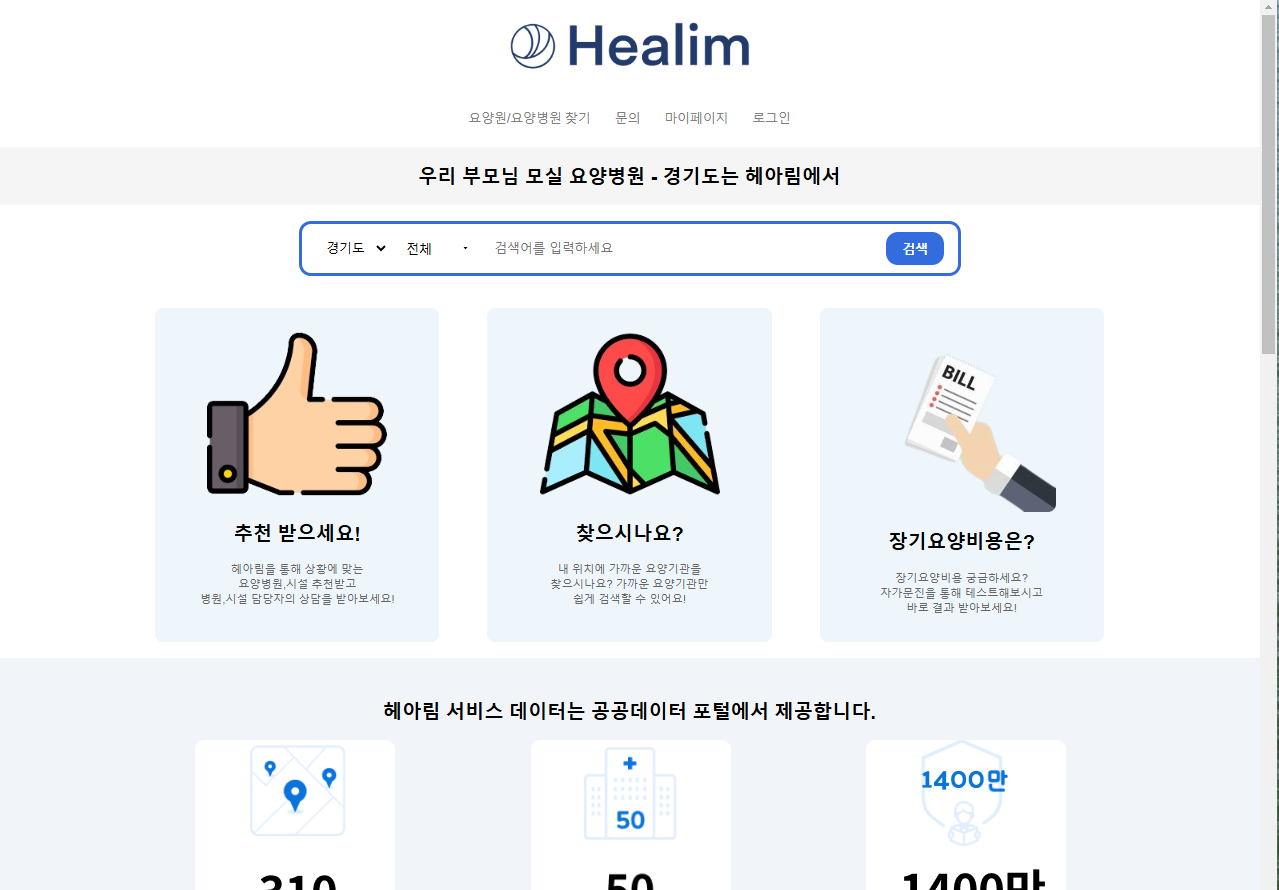 Healim
요양원/요양병원 찾기 문의 마이페이지 로그인
우리 부모님 모실 요양병원 - 경기도는 헤아림에서
경기도 전체 검색어를 입력하세요 검색
BILL
추천 받으세요!
헤아림을 통해 상황에 맞는
요양병원,시설 추천받고
병원,시설 담당자의 상담을 받아보세요!
찾으시나요?
내 위치에 가까운 요양기관을
찾으시나요? 가까운 요양기관만
쉽게 검색할 수 있어요!
장기요양비용은?
장기요양비용 궁금하세요?
자가문진을 통해 테스트해보시고
바로 결과 받아보세요!
헤아림 서비스 데이터는 공공데이터 포털에서 제공합니다.
50
1400만
310 50 1400만